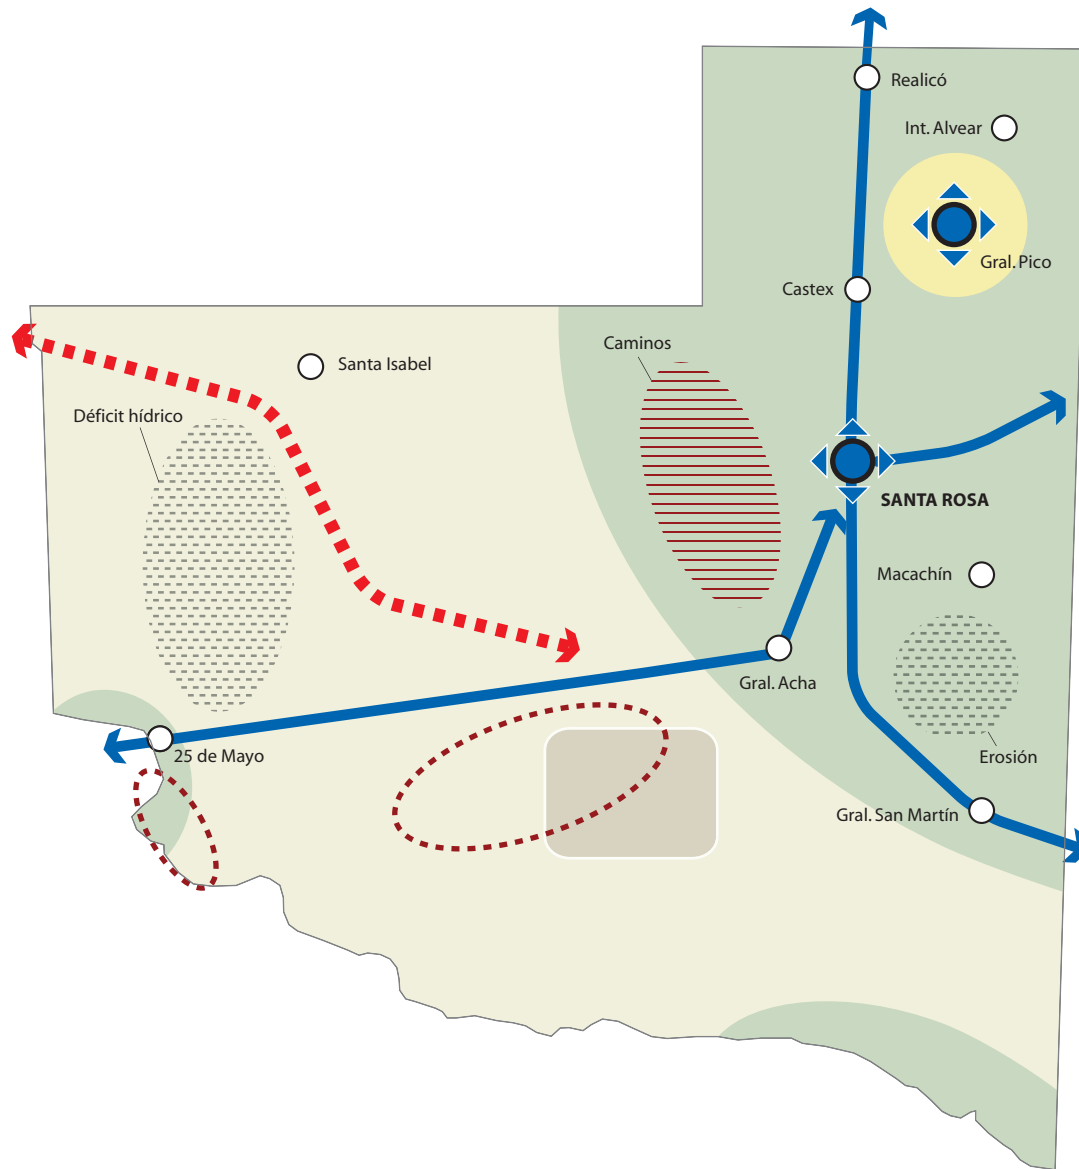 Realicó
Int. Alvear
Gral. Pico
Castex
Caminos
Santa Isabel
Déficit hídrico
SANTA ROSA
Macachín
Gral. Acha
25 de Mayo
Erosión
Gral. San Martín